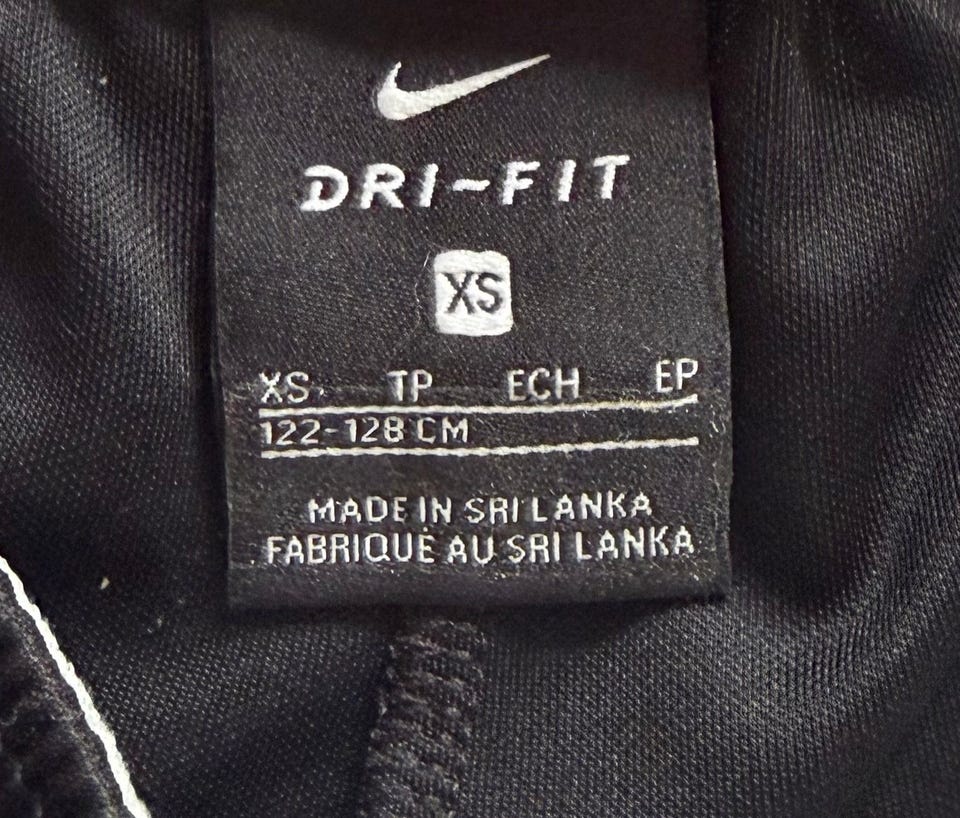 DRI-FIT
XS
XS TP ECH EP
122-128 CM
MADE IN SRI LANKA
FABRIQUÉ AU SRI LANKA